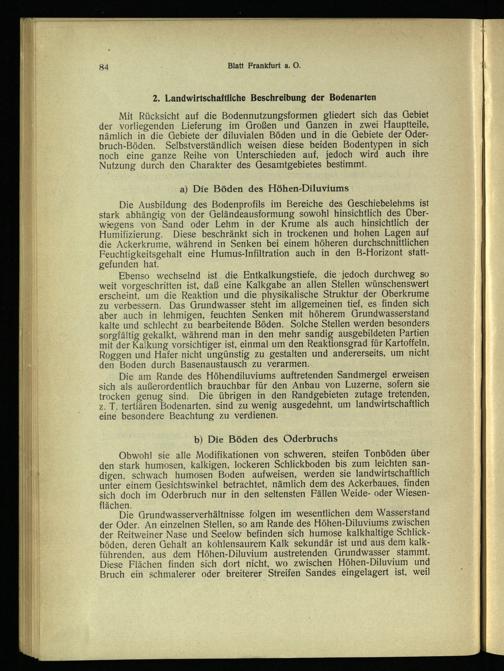 84
Blatt Frankfurt a. O.
2. Landwirtschaftliche Beschreibung der Bodenarten
Mit Rücksicht auf die Bodennutzungsformen gliedert sich das Gebiet
der vorliegenden Lieferung im Großen und Ganzen in zwei Hauptteile,
nämlich in die Gebiete der diluvialen Böden und in die Gebiete der Oder-
bruch-Böden. Selbstverständlich weisen diese beiden Bodentypen in sich
noch eine ganze Reihe von Unterschieden auf, jedoch wird auch ihre
Nutzung durch den Charakter des Gesamtgebietes bestimmt.
a) Die Böden des Höhen-Diluviums
Die Ausbildung des Bodenprofils im Bereiche des Geschiebelehms ist
stark abhängig von der Geländeausformung sowohl hinsichtlich des Über-
wiegens von Sand oder Lehm in der Krume als auch hinsichtlich der
Humifizierung. Diese beschränkt sich in trockenen und hohen Lagen auf
die Ackerkrume, während in Senken bei einem höheren durchschnittlichen
Feuchtigkeitsgehalt eine Humus-Infiltration auch in den B-Horizont statt-
gefunden hat.
Ebenso wechselnd ist die Entkalkungstiefe, die jedoch durchweg so
weit vorgeschritten ist, daß eine Kalkgabe an allen Stellen wünschenswert
erscheint, um die Reaktion und die physikalische Struktur der Oberkrume
zu verbessern. Das Grundwasser steht im allgemeinen tief, es finden sich
aber auch in lehmigen, feuchten Senken mit höherem Grundwasserstand
kalte und schlecht zu bearbeitende Böden. Solche Stellen werden besonders
sorgfältig gekalkt, während man in den mehr sandig ausgebildeten Partien
mit der Kalkung vorsichtiger ist, einmal um den Reaktionsgrad für Kartoffeln,
Roggen und Hafer nicht ungünstig zu gestalten und andererseits, um nicht
den Boden durch Basenaustausch zu verarmen.
Die am Rande des Höhendiluviums auftretenden Sandmergel erweisen
sich als außerordentlich brauchbar für den Anbau von Luzerne, sofern sie
trocken genug sind. Die übrigen in den Randgebieten zutage tretenden,
z. T. tertiären Bodenarten, sind zu wenig ausgedehnt, um landwirtschaftlich
eine besondere Beachtung zu verdienen.
b) Die Böden des Oderbruchs
Obwohl sie alle Modifikationen von schweren, steifen Tonböden über
den stark humosen, kalkigen, lockeren Schlickboden bis zum leichten san-
digen, schwach humosen Boden aufweisen, werden sie landwirtschaftlich
unter einem Gesichtswinkel betrachtet, nämlich dem des Ackerbaues, finden
sich doch im Oderbruch nur in den seltensten Fällen Weide- oder Wiesen-
flächen.
Die Grundwasserverhältnisse folgen im wesentlichen dem Wasserstand
der Oder. An einzelnen Stellen, so am Rande des Höhen-Diluviums zwischen
der Reitweiner Nase und Seelow befinden sich humose kalkhaltige Schlick-
böden, deren Gehalt an kohlensaurem Kalk sekundär ist und aus dem kalk-
führenden, aus dem Höhen-Diluvium austretenden Grundwasser stammt.
Diese Flächen finden sich dort nicht, wo zwischen Höhen-Diluvium und
Bruch ein schmalerer oder breiterer Streifen Sandes eingelagert ist, weil